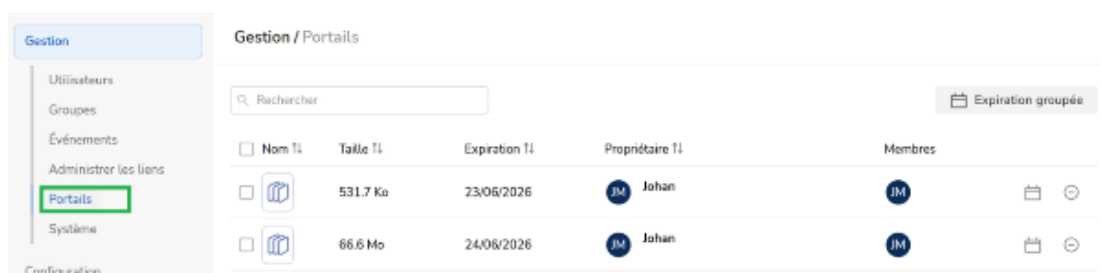 Gestion
Gestion / Portails
Utilisateurs
Groupes
Événements
Administrer les liens
Portails
Système
Configuration
Rechercher
Expiration groupée
Nom Taille Expiration Propriétaire Membres
531.7 Ko 23/06/2026 JM Johan JM
66.6 Mo 24/06/2026 JM Johan JM